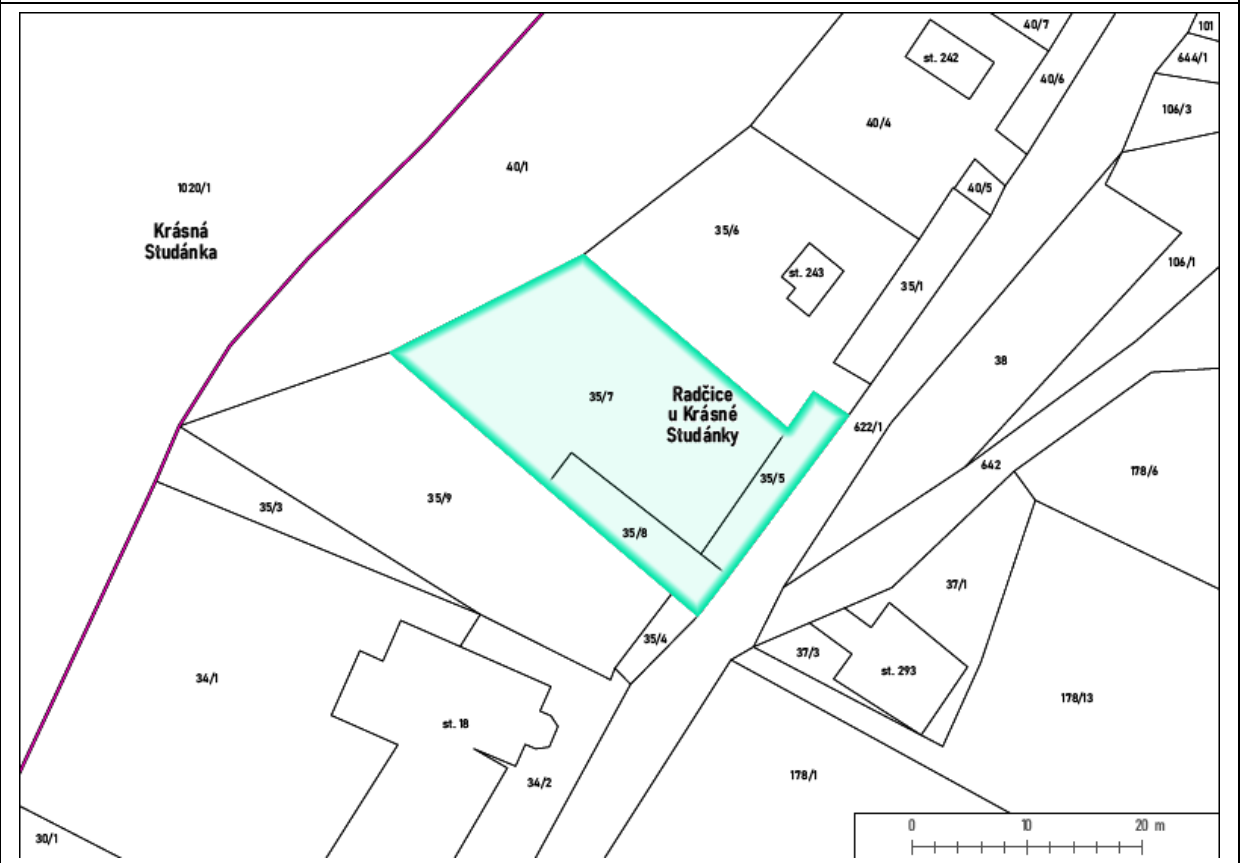 40/7
101
st. 242
644/1
40/6
106/3
40/4
40/1
1020/1
40/5
Krásná
Studánka
35/6
106/1
st. 243
35/1
38
35/7
Radčice
u Krásné
Studánky
622/1
642
178/6
35/5
35/9
35/3
35/8
37/1
35/4
37/3
st. 293
34/1
178/13
st. 18
178/1
34/2
0 10 20 m
30/1